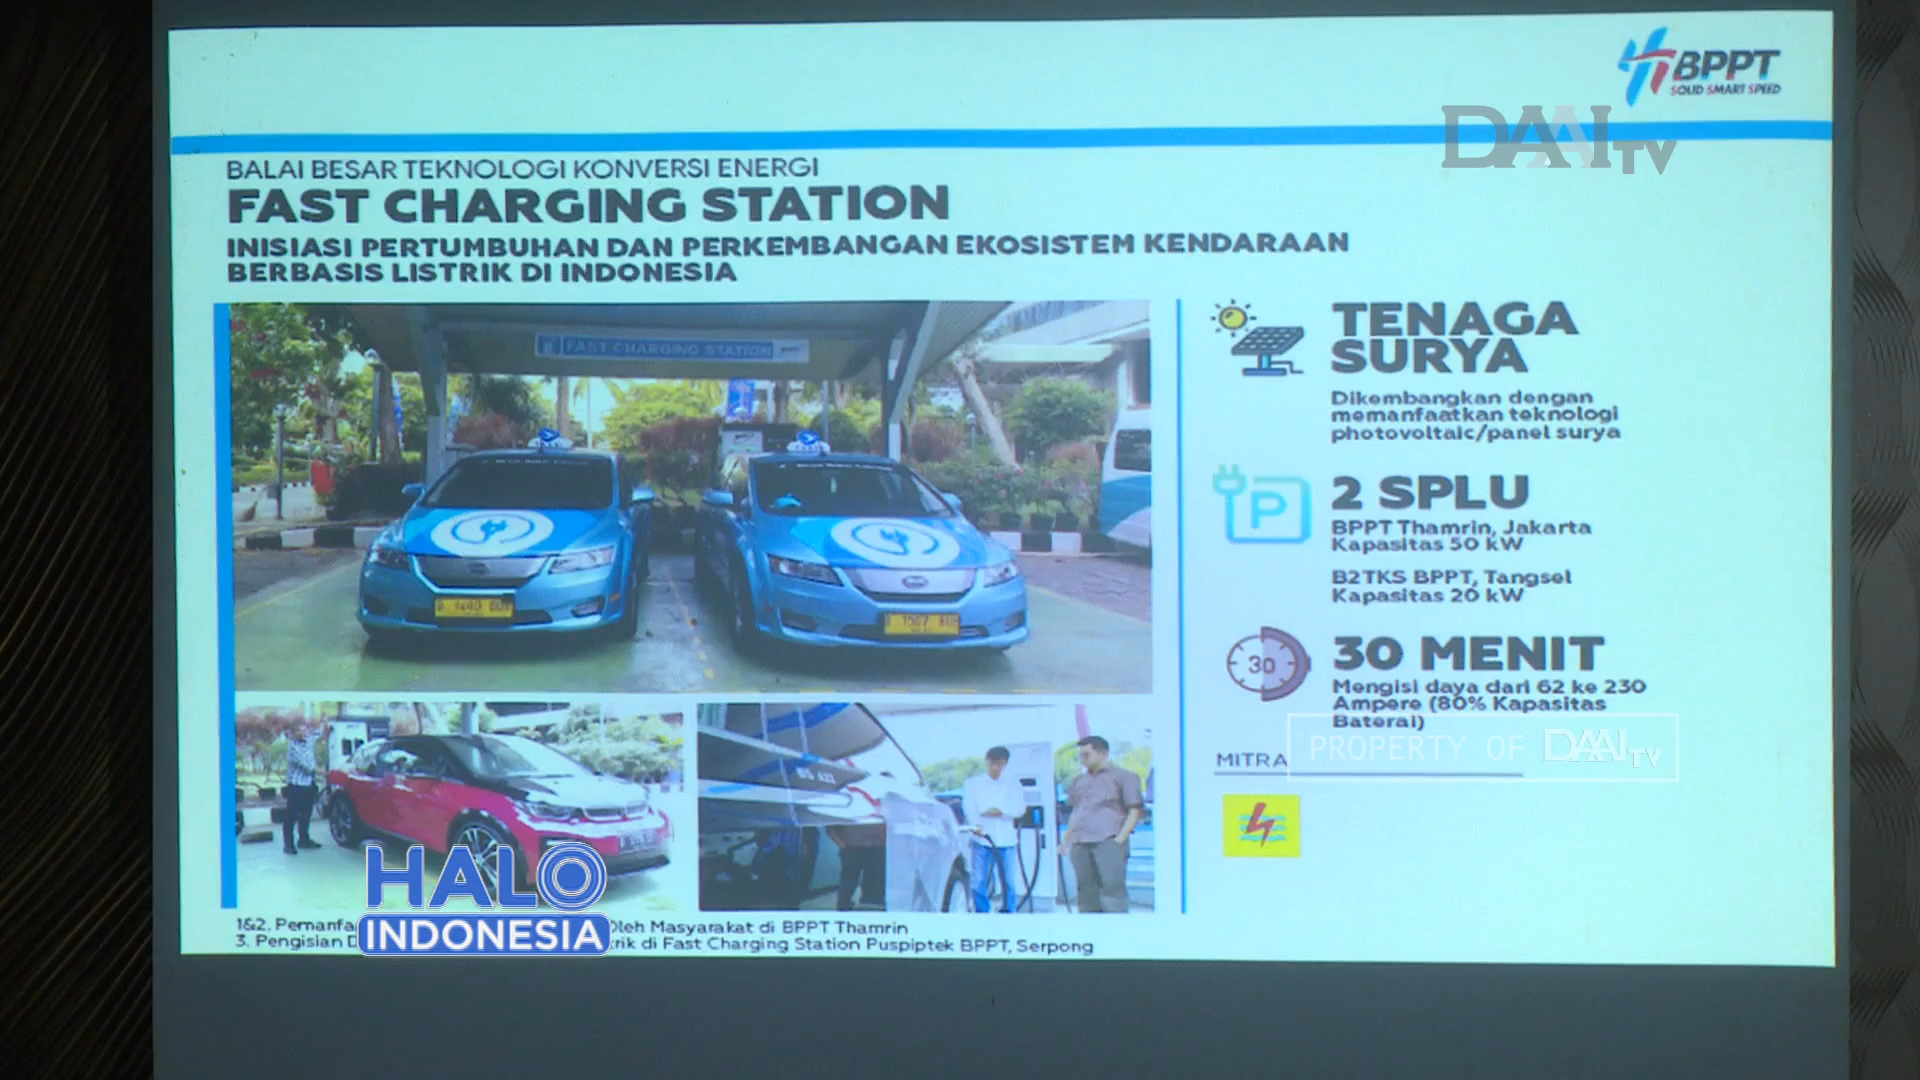 BPPT
SOLID SMART SPEED
DAAI TV
BALAI BESAR TEKNOLOGI KONVERSI ENERGI
FAST CHARGING STATION
INISIASI PERTUMBUHAN DAN PERKEMBANGAN EKOSISTEM KENDARAAN
BERBASIS LISTRIK DI INDONESIA
FAST CHARGING STATION
TENAGA
SURYA
Dikembangkan dengan
memanfaatkan teknologi
photovoltaic/panel surya
P
2 SPLU
BPPT Thamrin, Jakarta
Kapasitas 50 kW
B2TKS BPPT, Tangsel
Kapasitas 20 kW
30
30 MENIT
Mengisi daya dari 62 ke 230
Ampere (80% Kapasitas
Baterai)
MITRA
PROPERTY OF DAAI TV
HALO
INDONESIA
1&2. Pemanfa Oleh Masyarakat di BPPT Thamrin
3. Pengisian D trik di Fast Charging Station Puspiptek BPPT, Serpong